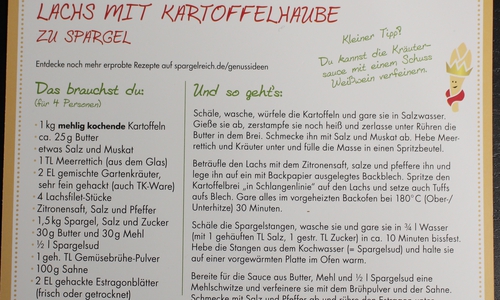 LACHS MIT KARTOFFELHAUBE
ZU SPARGEL
Kleiner Tipp?
Du kannst die Kräuter-
sauce mit einem Schuss
Weißwein verfeinern.
Entdecke noch mehr erprobte Rezepte auf spargelreich.de/genussideen
Das brauchst du:
(für 4 Personen)
· 1 kg mehlig kochende Kartoffeln
· ca. 25 g Butter
· etwas Salz und Muskat
· 1 TL Meerrettich (aus dem Glas)
· 2 EL gemischte Gartenkräuter,
sehr fein gehackt (auch TK-Ware)
· 4 Lachsfilet-Stücke
· Zitronensaft, Salz und Pfeffer
· 1,5 kg Spargel, Salz und Zucker
· 30 g Butter und 30 g Mehl
· ½ l Spargelsud
· 1 geh. TL Gemüsebrühe-Pulver
· 100 g Sahne
· 2 EL gehackte Estragonblätter
(frisch oder getrocknet)
Und so geht's:
Schäle, wasche, würfele die Kartoffeln und gare sie in Salzwasser.
Gieße sie ab, zerstampfe sie noch heiß und zerlasse unter Rühren die
Butter in dem Brei. Schmecke ihn mit Salz und Muskat ab. Hebe Meer-
rettich und Kräuter unter und fülle die Masse in einen Spritzbeutel.
Beträufle den Lachs mit dem Zitronensaft, salze und pfeffere ihn und
lege ihn auf ein mit Backpapier ausgelegtes Backblech. Spritze den
Kartoffelbrei „in Schlangenlinie" auf den Lachs und setze auch Tuffs
aufs Blech. Gare alles im vorgeheizten Backofen bei 180°C (Ober-/
Unterhitze) 30 Minuten.
Schäle die Spargelstangen, wasche sie und gare sie in ¾ l Wasser
(mit 1 gehäuften TL Salz, 1 gestr. TL Zucker) in ca. 10 Minuten bissfest.
Hebe die Stangen aus dem Kochwasser (= Spargelsud) und halte sie
auf einer vorgewärmten Platte im Ofen warm.
Bereite für die Sauce aus Butter, Mehl und ½ l Spargelsud eine
Mehlschwitze und verfeinere sie mit dem Brühpulver und der Sahne.
Schmecke mit Salz und Pfeffer ab und rühre den Estragon unter.